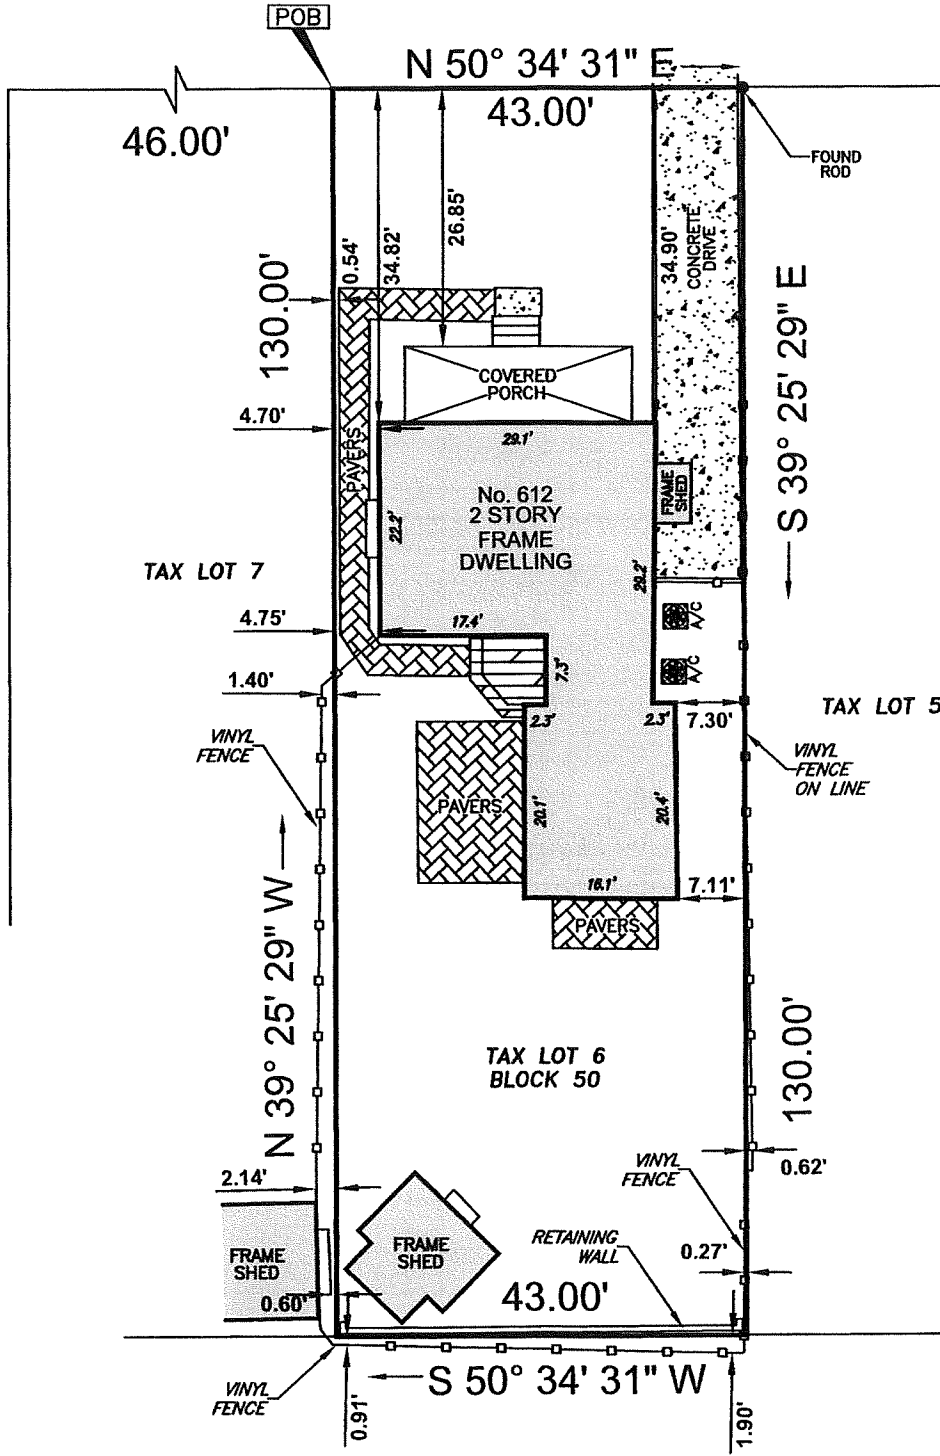 POB
N 50° 34' 31" E
46.00'
43.00'
FOUND
ROD
26.85'
34.82'
0.54'
34.90'
CONCRETE
DRIVE
130.00'
S 39° 25' 29" E
COVERED
PORCH
4.70'
PAVERS
29.1'
No. 612
2 STORY
FRAME
DWELLING
22.2'
FRAME
SHED
29.2'
TAX LOT 7
4.75'
17.4'
A/C
A/C
7.3'
1.40'
2.3'
2.3'
7.30'
TAX LOT 5
VINYL
FENCE
VINYL
FENCE
ON LINE
PAVERS
20.1'
20.4'
16.1'
7.11'
PAVERS
N 39° 25' 29" W
TAX LOT 6
BLOCK 50
130.00'
VINYL
FENCE
0.62'
2.14'
RETAINING
WALL
0.27'
FRAME
SHED
FRAME
SHED
0.60'
43.00'
S 50° 34' 31" W
VINYL
FENCE
0.91'
1.90'